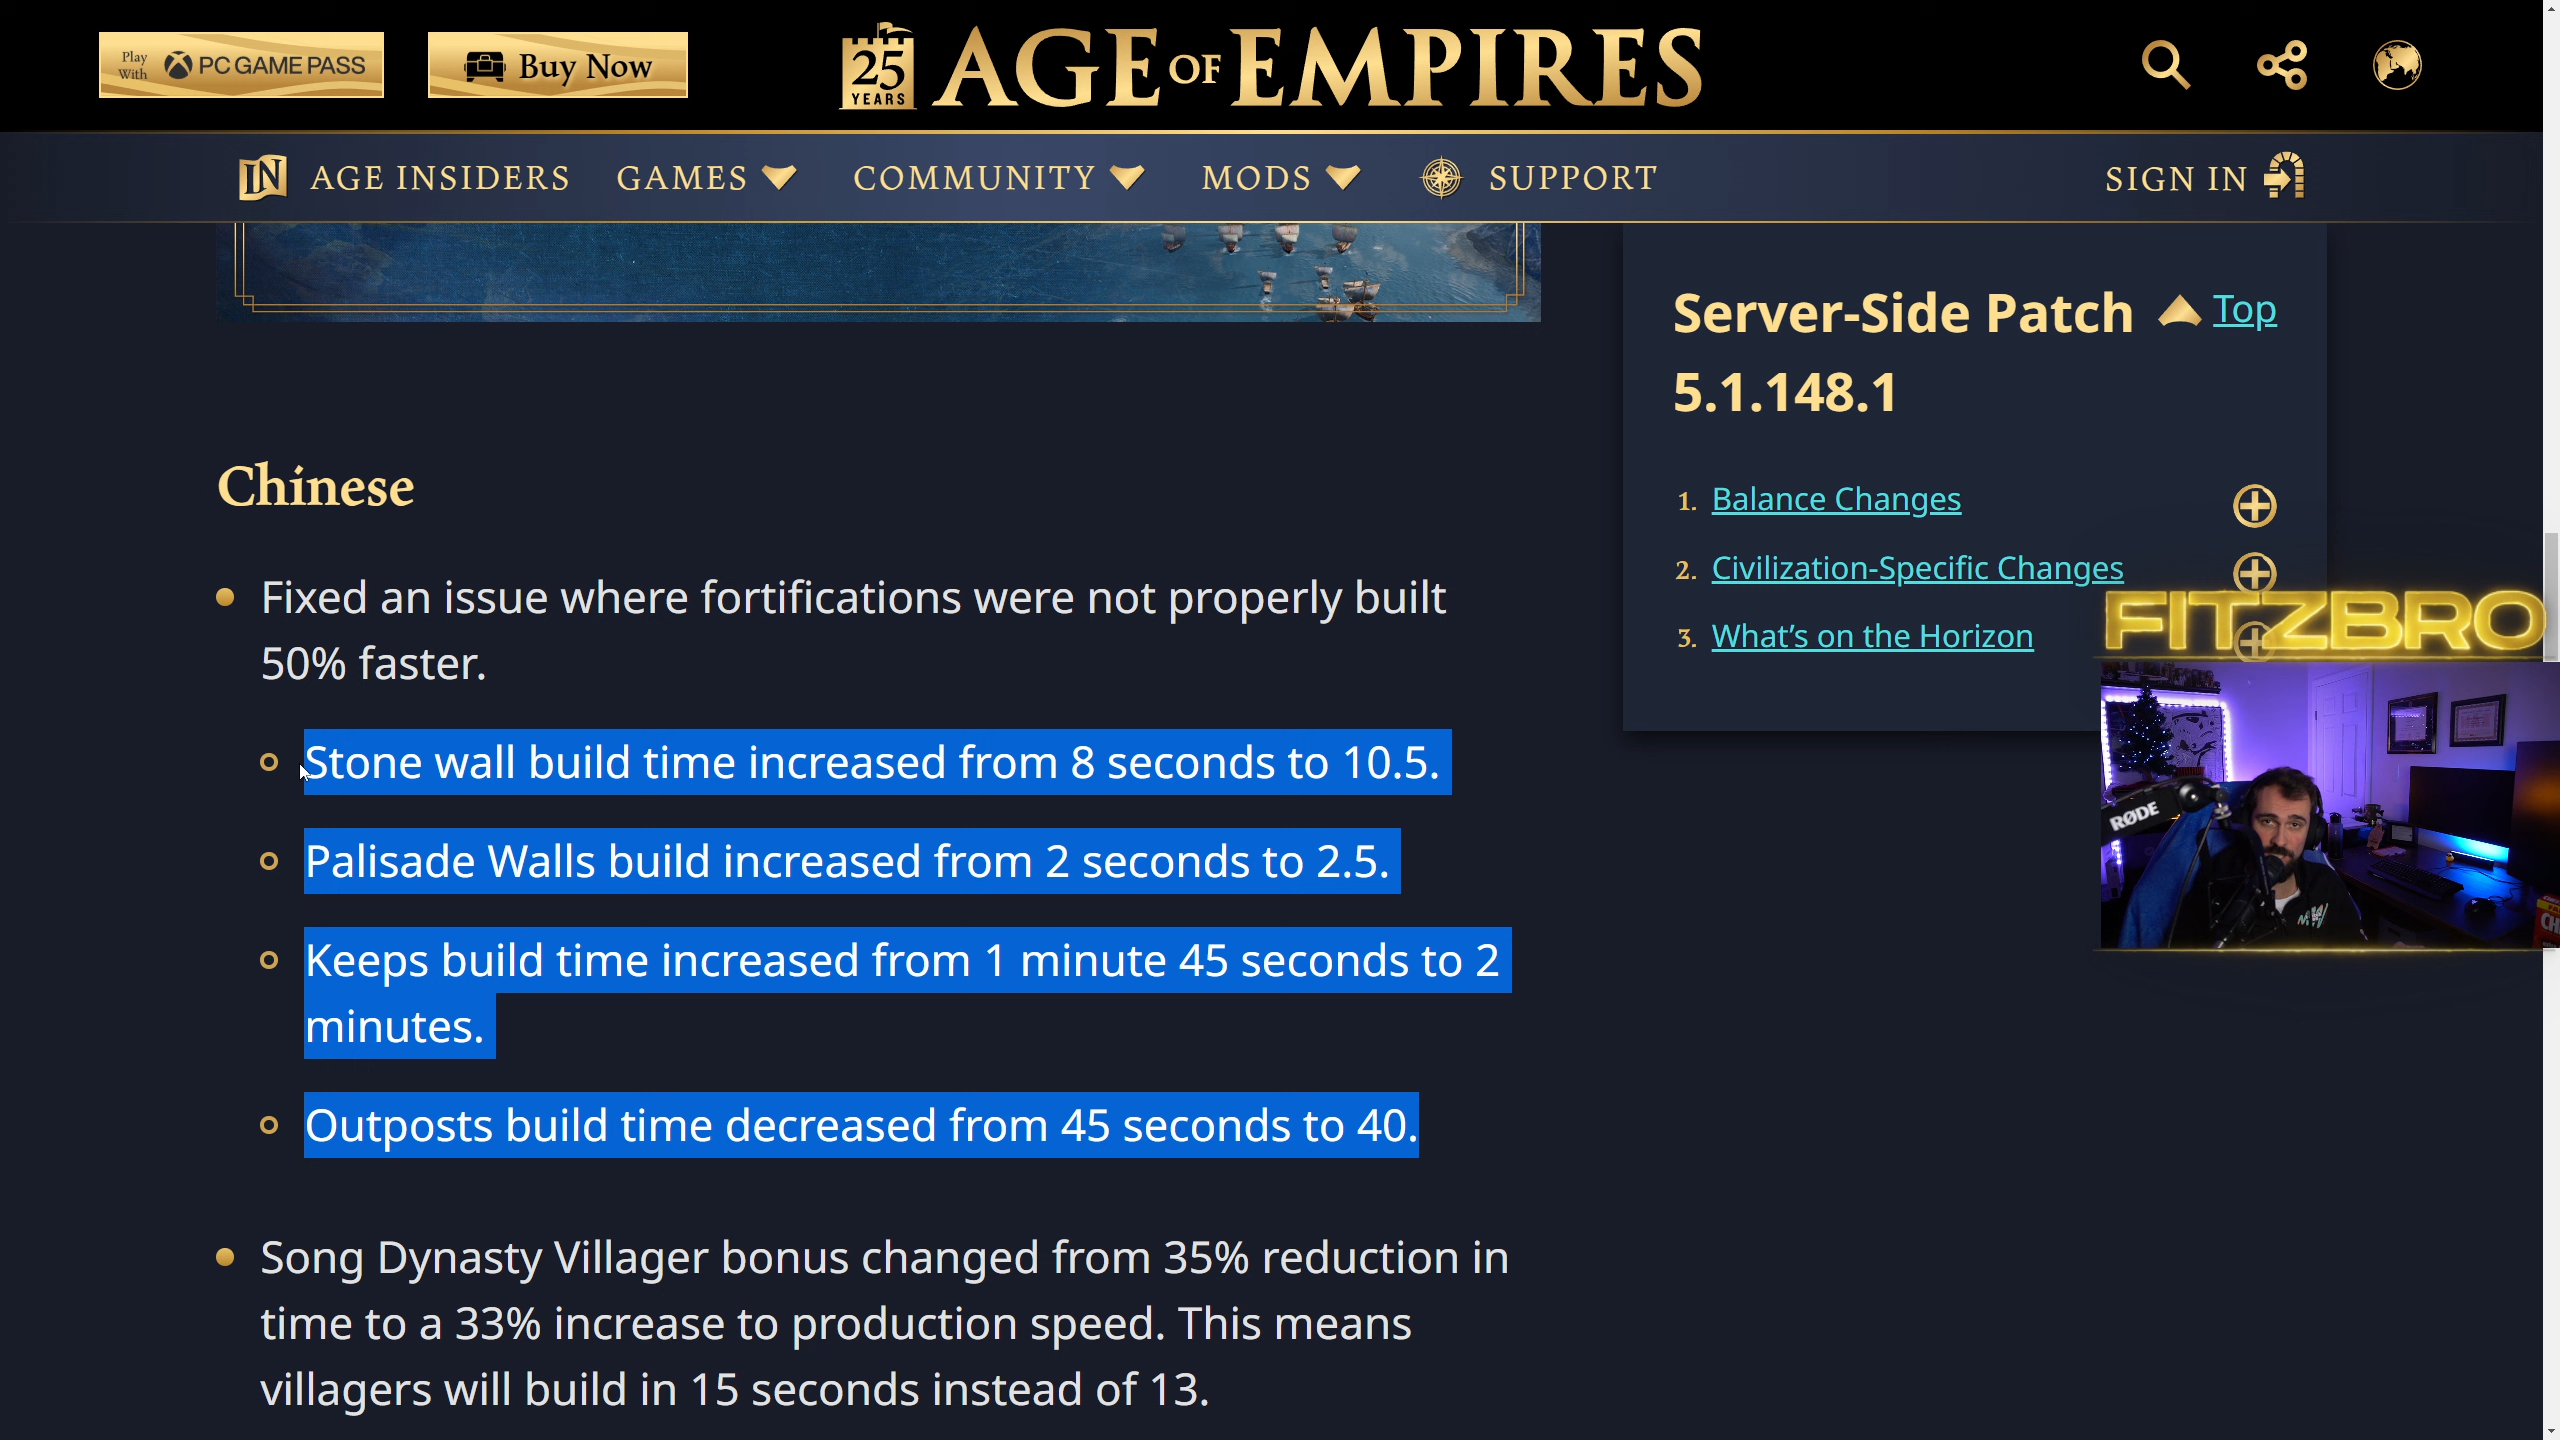 Play
With
PC GAME PASS
Buy Now
25
YEARS
AGE OF EMPIRES
IN
AGE INSIDERS
GAMES
COMMUNITY
MODS
SUPPORT
SIGN IN
Server-Side Patch
5.1.148.1
Top
1. Balance Changes
2. Civilization-Specific Changes
3. What’s on the Horizon
FITZBRO
RØDE
Chinese
Fixed an issue where fortifications were not properly built
50% faster.
Stone wall build time increased from 8 seconds to 10.5.
Palisade Walls build increased from 2 seconds to 2.5.
Keeps build time increased from 1 minute 45 seconds to 2
minutes.
Outposts build time decreased from 45 seconds to 40.
Song Dynasty Villager bonus changed from 35% reduction in
time to a 33% increase to production speed. This means
villagers will build in 15 seconds instead of 13.